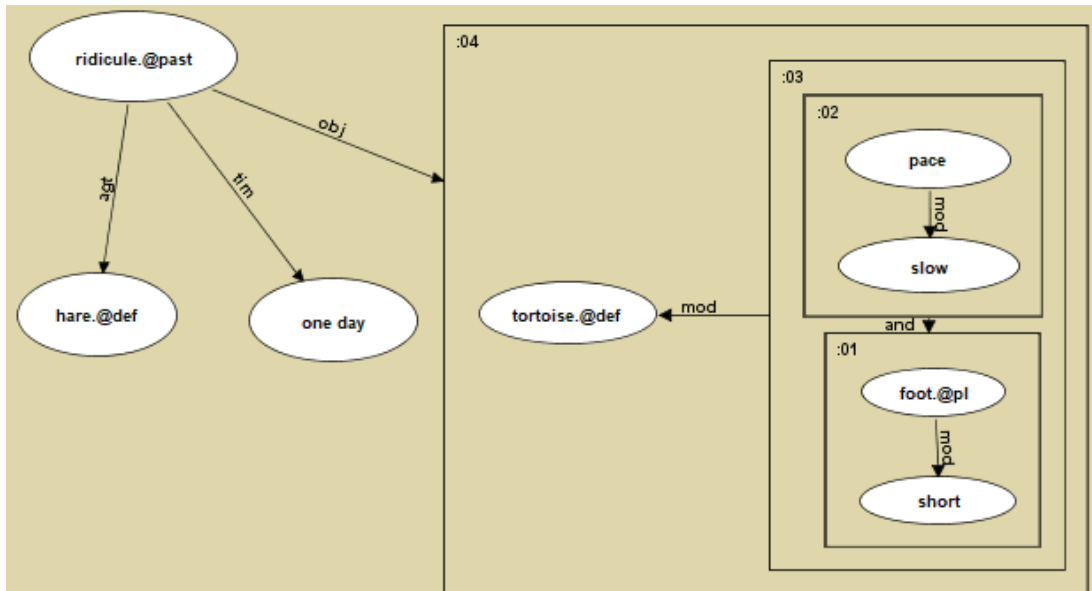 ridicule.@past
agt
tim
obj
hare.@def
one day
:04
tortoise.@def
mod
:03
:02
pace
mod
slow
and
:01
foot.@pl
mod
short